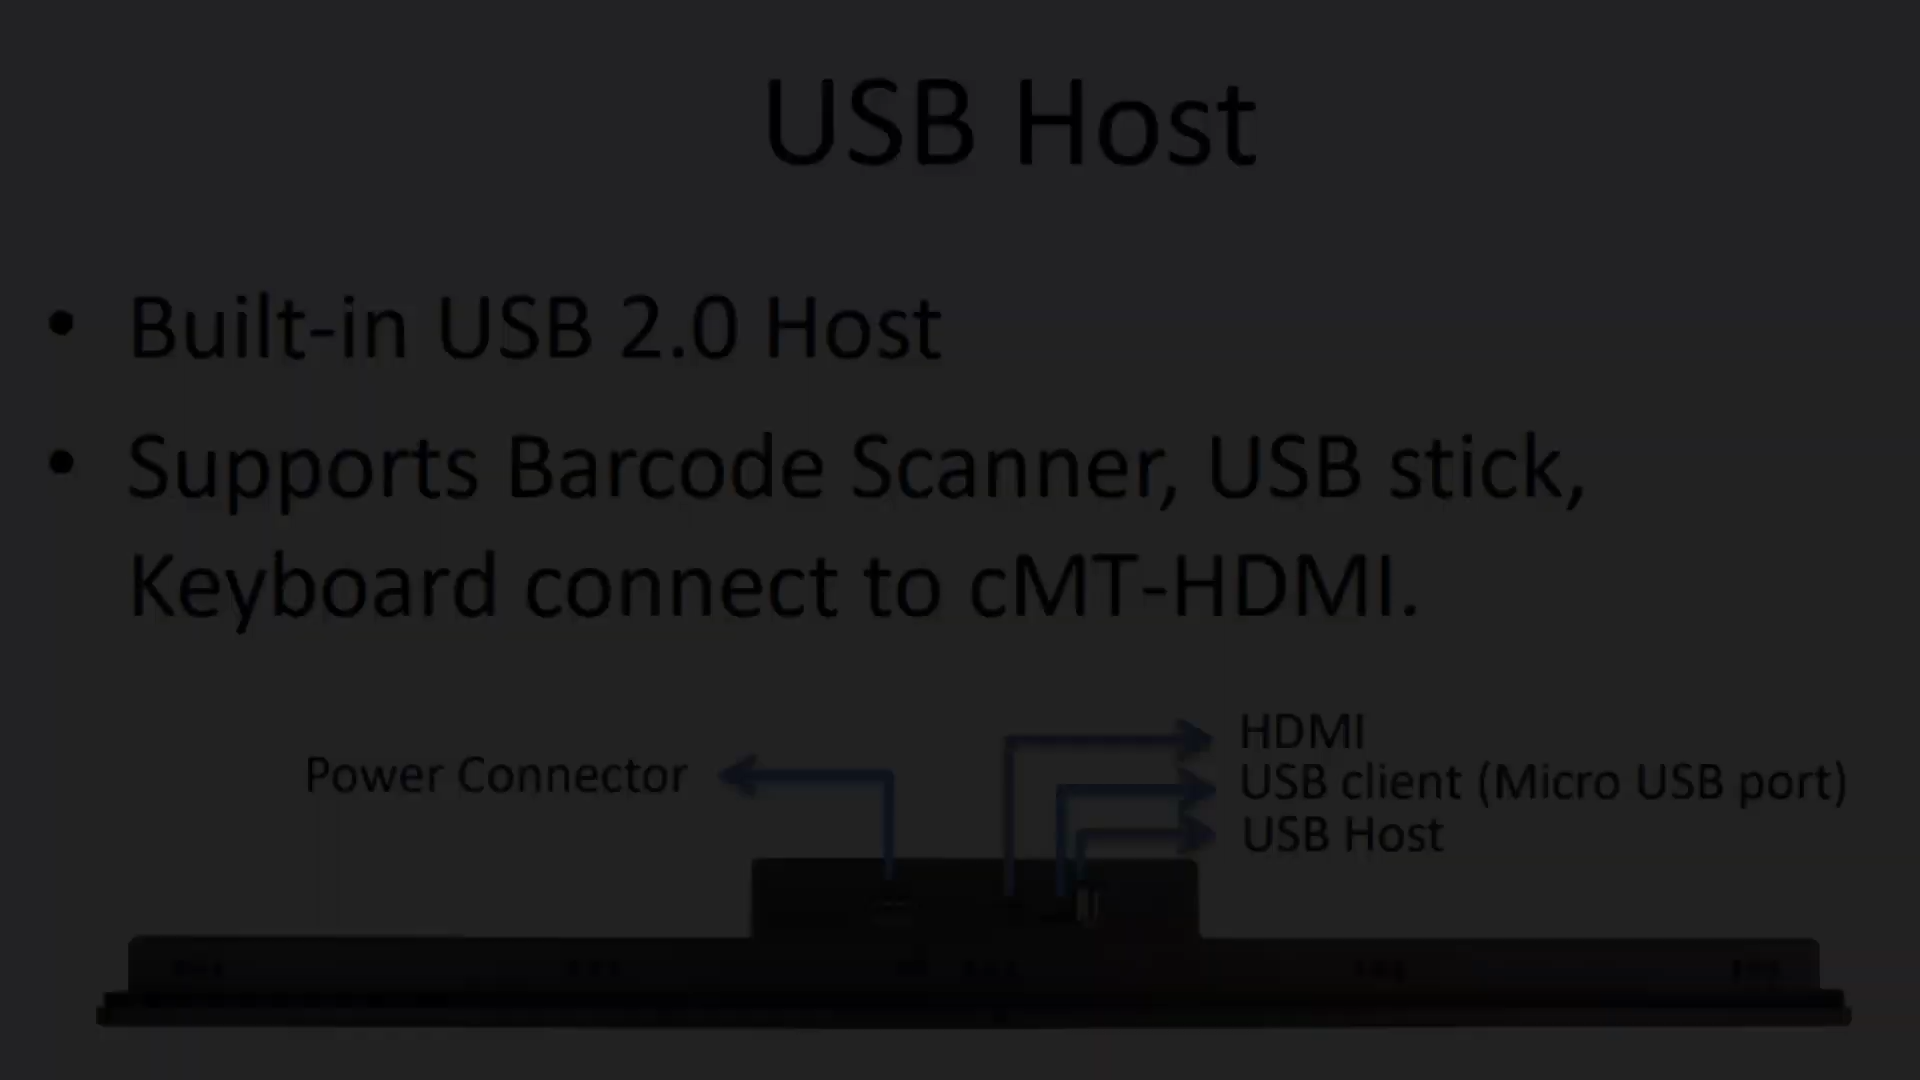 USB Host
• Built-in USB 2.0 Host
• Supports Barcode Scanner, USB stick,
Keyboard connect to cMT-HDMI.
HDMI
Power Connector
USB client (Micro USB port)
USB Host